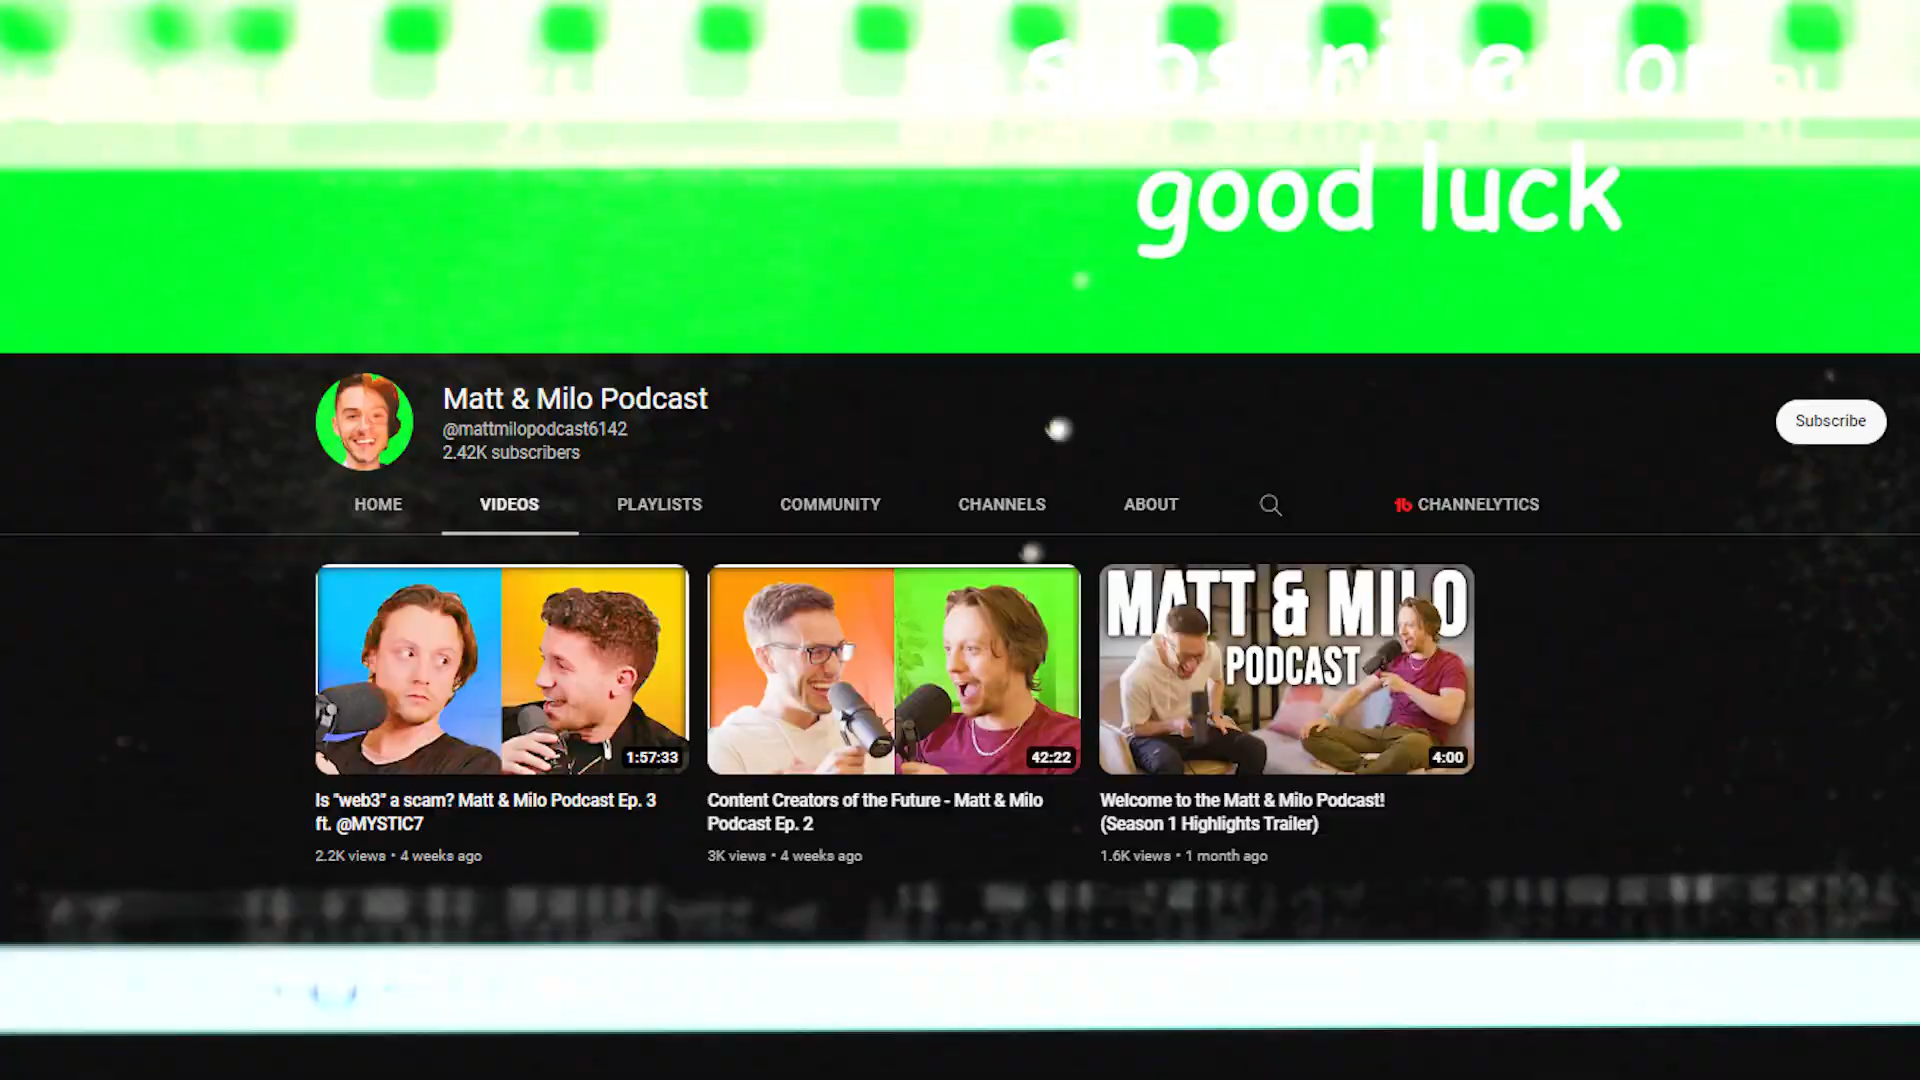 subscribe for
good luck
Matt & Milo Podcast
@mattmilopodcast6142
2.42K subscribers
Subscribe
HOME VIDEOS PLAYLISTS COMMUNITY CHANNELS ABOUT CHANNELYTICS
MATT & MILO
PODCAST
1:57:33 42:22 4:00
Is "web3" a scam? Matt & Milo Podcast Ep. 3
ft. @MYSTIC7
2.2K views • 4 weeks ago
Content Creators of the Future - Matt & Milo
Podcast Ep. 2
3K views • 4 weeks ago
Welcome to the Matt & Milo Podcast!
(Season 1 Highlights Trailer)
1.6K views • 1 month ago